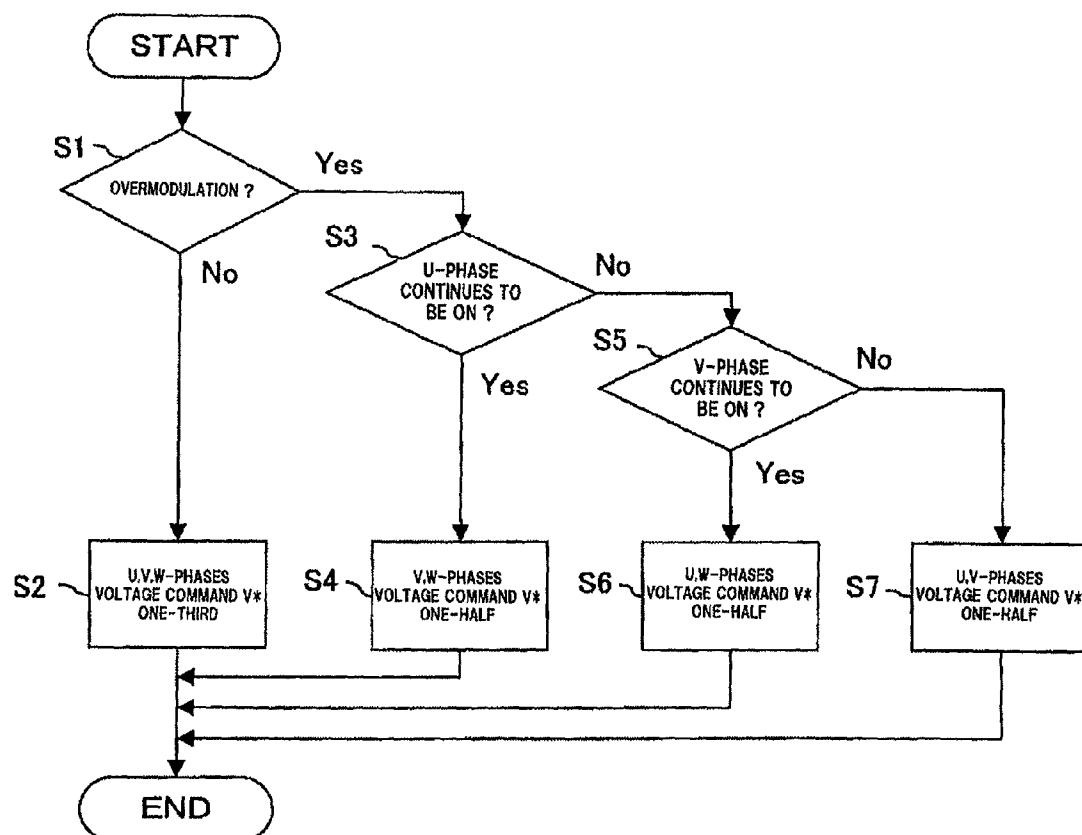 START
S1
OVERMODULATION ?
Yes
No
S3
U-PHASE
CONTINUES TO
BE ON ?
No
Yes
S5
V-PHASE
CONTINUES TO
BE ON ?
No
Yes
S2
U.V.W-PHASES
VOLTAGE COMMAND V*
ONE-THIRD
S4
V.W-PHASES
VOLTAGE COMMAND V*
ONE-HALF
S6
U.W-PHASES
VOLTAGE COMMAND V*
ONE-HALF
S7
U.V-PHASES
VOLTAGE COMMAND V*
ONE-HALF
END